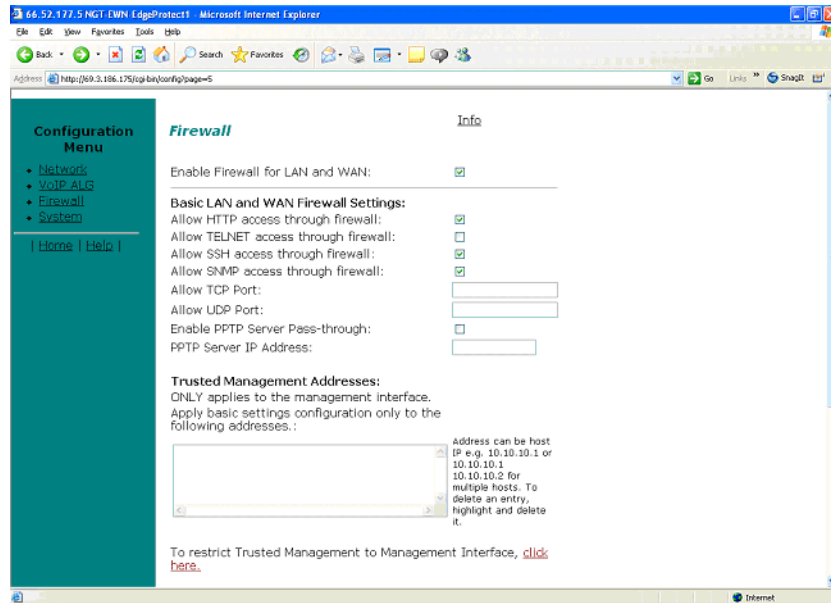 66.52.177.5 NGT-EWN-EdgeProtect1 - Microsoft Internet Explorer
File Edit View Favorites Tools Help
Back Search Favorites
Address http://69.3.186.175/cgi-bin/config?page=5 Go Links » SnagIt
Configuration
Menu
Network
VoIP ALG
Firewall
System
| Home | Help |
Firewall
Info
Enable Firewall for LAN and WAN:
Basic LAN and WAN Firewall Settings:
Allow HTTP access through firewall:
Allow TELNET access through firewall:
Allow SSH access through firewall:
Allow SNMP access through firewall:
Allow TCP Port:
Allow UDP Port:
Enable PPTP Server Pass-through:
PPTP Server IP Address:
Trusted Management Addresses:
ONLY applies to the management interface.
Apply basic settings configuration only to the
following addresses.:
Address can be host
IP e.g. 10.10.10.1 or
10.10.10.1
10.10.10.2 for
multiple hosts. To
delete an entry,
highlight and delete
it.
To restrict Trusted Management to Management Interface, click
here.
Internet